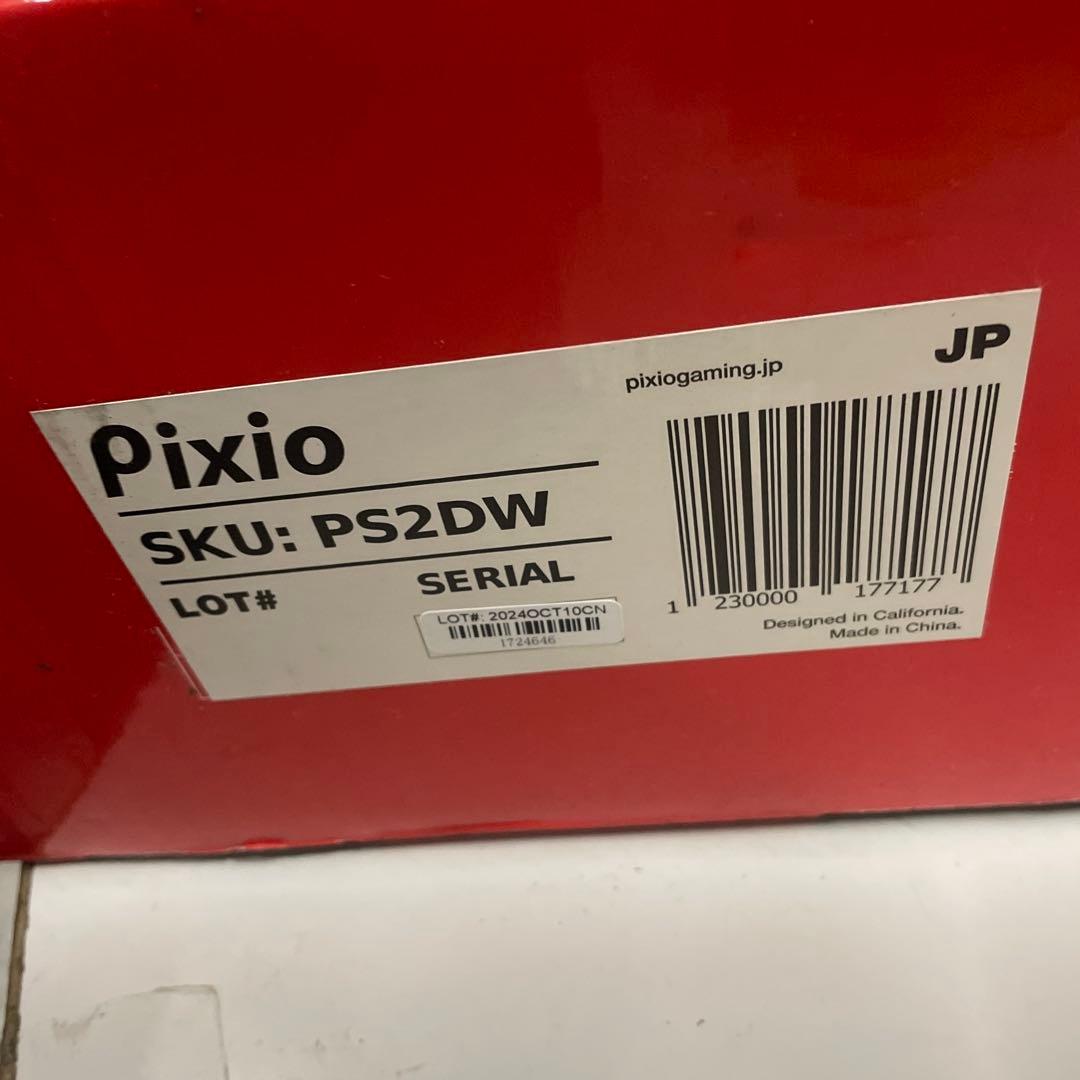 Pixio
SKU: PS2DW
LOT#
SERIAL
LOT#: 2024OCT10CN
1724646
pixiogaming.jp
JP
1 230000 177177
Designed in California.
Made in China.